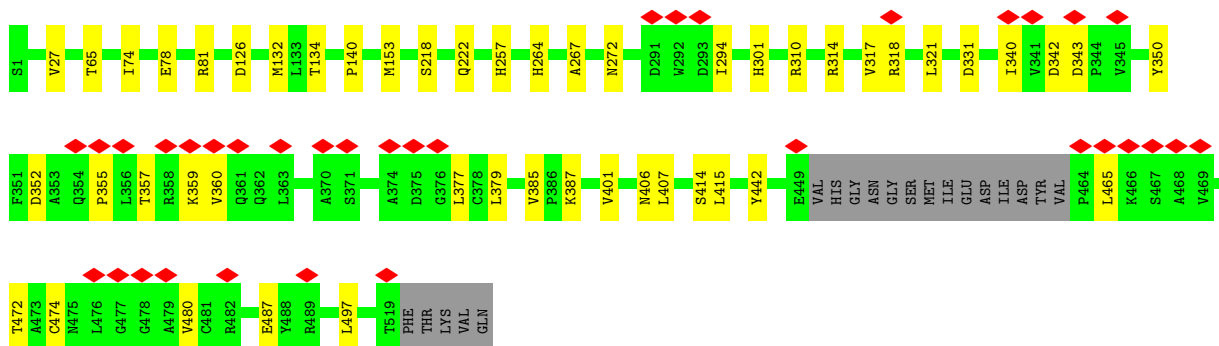 S1 V27 T65 I74 E78 R81 D126 M132 L133 T134 P140 M153 S218 Q222 H257 H264 A267 N272 D291 W292 D293 I294 H301 R310 R314 V317 R318 L321 D331 I340 V341 D342 D343 P344 V345 Y350
F351 D352 A353 Q354 P355 L356 T357 R358 K359 V360 Q361 Q362 L363 A370 S371 A374 D375 G376 L377 C378 L379 V385 P386 K387 V401 N406 L407 S414 L415 Y442 E449 VAL HIS GLY ASN GLY SER MET ILE GLU ASP ILE ASP TYR VAL P464 L465 K466 S467 A468 V469
T472 A473 C474 N475 L476 G477 G478 A479 V480 C481 R482 E487 Y488 R489 L497 T519 PHE THR LYS VAL GLN